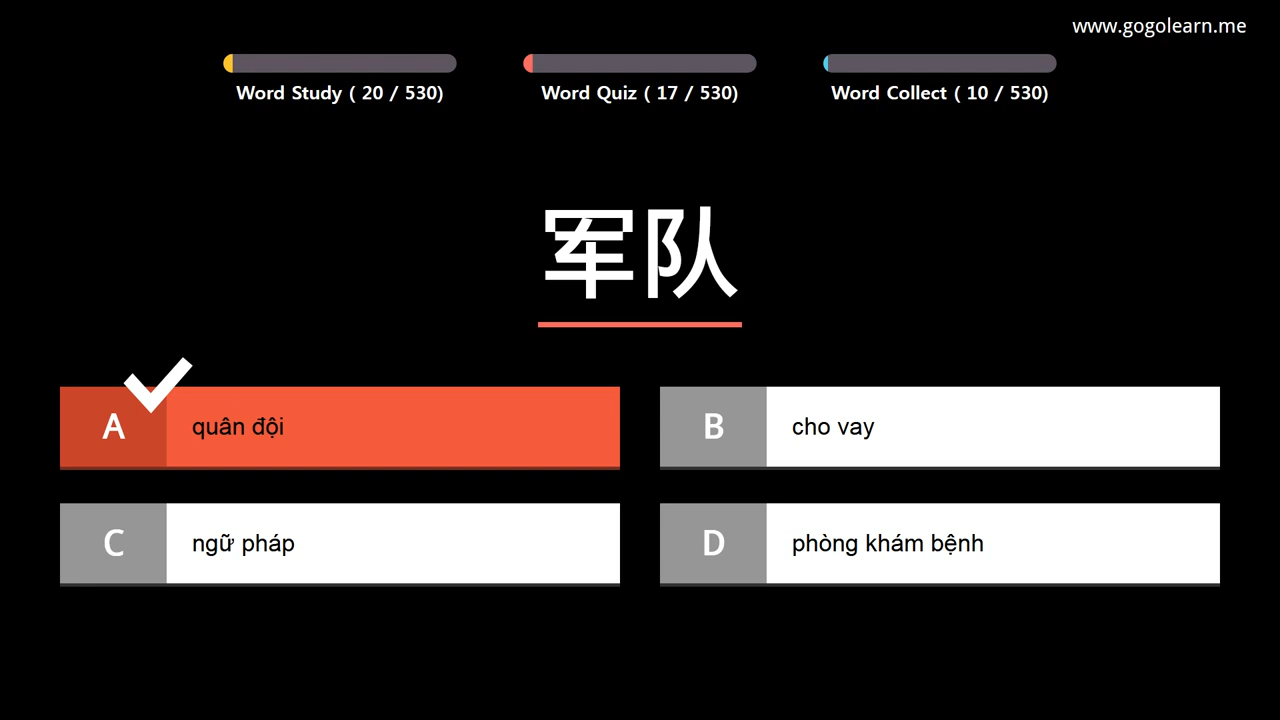 www.gogolearn.me
Word Study ( 20 / 530)
Word Quiz ( 17 / 530)
Word Collect ( 10 / 530)
军队
A quân đội
B cho vay
C ngữ pháp
D phòng khám bệnh